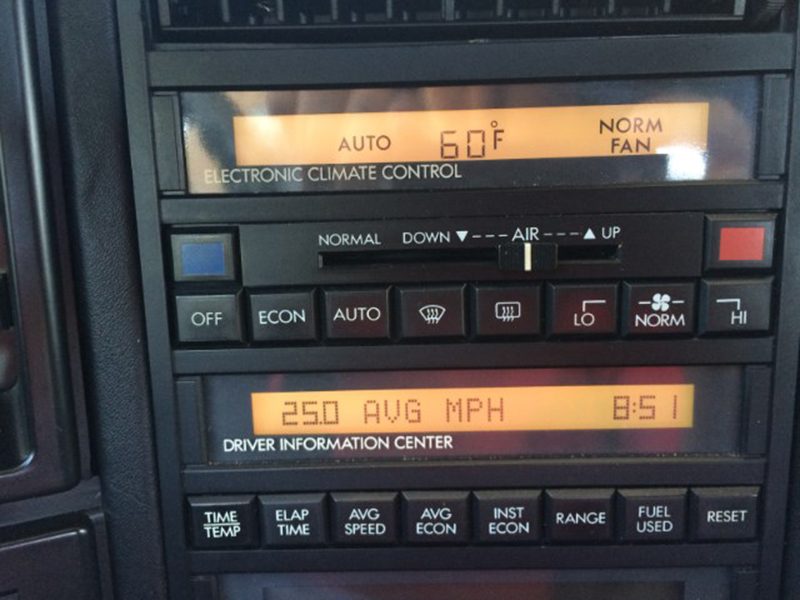 AUTO 60°F NORM
FAN
ELECTRONIC CLIMATE CONTROL
NORMAL DOWN ▼---AIR---▲ UP
OFF ECON AUTO LO NORM HI
25.0 AVG MPH 8:51
DRIVER INFORMATION CENTER
TIME ELAP AVG AVG INST RANGE FUEL RESET
TEMP TIME SPEED ECON ECON USED